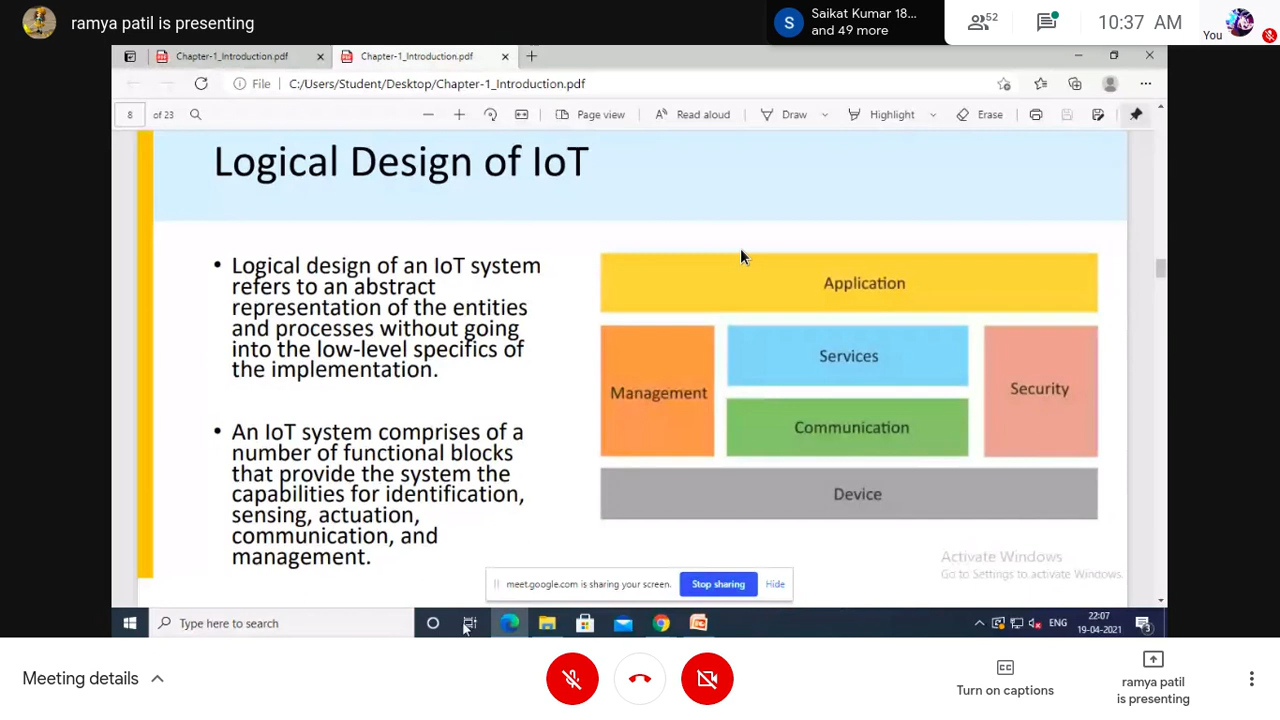 ramya patil is presenting
S
Saikat Kumar 18...
and 49 more
52
10:37 AM
You
Chapter-1_Introduction.pdf
Chapter-1_Introduction.pdf
File
C:/Users/Student/Desktop/Chapter-1_Introduction.pdf
8 of 23
Page view
Read aloud
Draw
Highlight
Erase
Logical Design of IoT
• Logical design of an IoT system
refers to an abstract
representation of the entities
and processes without going
into the low-level specifics of
the implementation.
• An IoT system comprises of a
number of functional blocks
that provide the system the
capabilities for identification,
sensing, actuation,
communication, and
management.
Application
Management
Services
Communication
Security
Device
Activate Windows
Go to Settings to activate Windows.
meet.google.com is sharing your screen.
Stop sharing
Hide
Type here to search
ENG
22:07
19-04-2021
3
Meeting details
CC
Turn on captions
ramya patil
is presenting